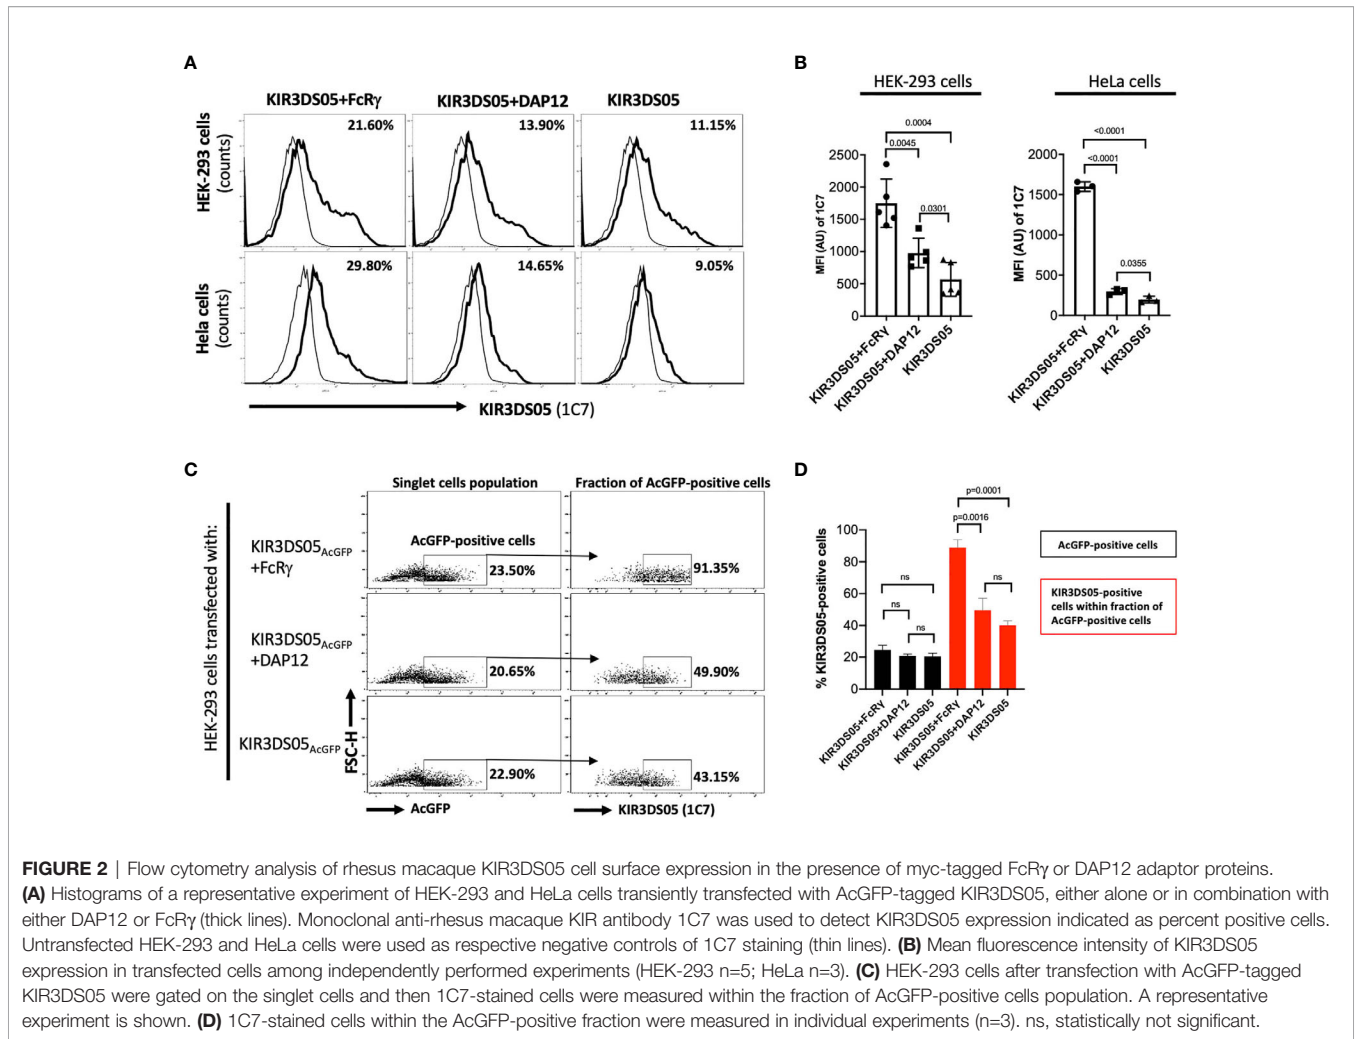 A
KIR3DS05+FcRγ
KIR3DS05+DAP12
KIR3DS05
HEK-293 cells
(counts)
21.60%
13.90%
11.15%
Hela cells
(counts)
29.80%
14.65%
9.05%
KIR3DS05 (1C7)
B
HEK-293 cells
HeLa cells
0.0004
0.0045
0.0301
MFI (AU) of 1C7
2500
2000
1500
1000
500
0
KIR3DS05+FcRγ
KIR3DS05+DAP12
KIR3DS05
<0.0001
<0.0001
0.0355
MFI (AU) of 1C7
2000
1500
1000
500
0
KIR3DS05+FcRγ
KIR3DS05+DAP12
KIR3DS05
C
Singlet cells population
Fraction of AcGFP-positive cells
HEK-293 cells transfected with:
KIR3DS05AcGFP
+FcRγ
AcGFP-positive cells
23.50%
91.35%
KIR3DS05AcGFP
+DAP12
20.65%
49.90%
KIR3DS05AcGFP
22.90%
43.15%
FSC-H
AcGFP
KIR3DS05 (1C7)
D
p=0.0001
p=0.0016
ns
ns
ns
ns
% KIR3DS05-positive cells
100
80
60
40
20
0
KIR3DS05+FcRγ
KIR3DS05+DAP12
KIR3DS05
KIR3DS05+FcRγ
KIR3DS05+DAP12
KIR3DS05
AcGFP-positive cells
KIR3DS05-positive
cells within fraction of
AcGFP-positive cells
FIGURE 2 | Flow cytometry analysis of rhesus macaque KIR3DS05 cell surface expression in the presence of myc-tagged FcRγ or DAP12 adaptor proteins.
(A) Histograms of a representative experiment of HEK-293 and HeLa cells transiently transfected with AcGFP-tagged KIR3DS05, either alone or in combination with
either DAP12 or FcRγ (thick lines). Monoclonal anti-rhesus macaque KIR antibody 1C7 was used to detect KIR3DS05 expression indicated as percent positive cells.
Untransfected HEK-293 and HeLa cells were used as respective negative controls of 1C7 staining (thin lines). (B) Mean fluorescence intensity of KIR3DS05
expression in transfected cells among independently performed experiments (HEK-293 n=5; HeLa n=3). (C) HEK-293 cells after transfection with AcGFP-tagged
KIR3DS05 were gated on the singlet cells and then 1C7-stained cells were measured within the fraction of AcGFP-positive cells population. A representative
experiment is shown. (D) 1C7-stained cells within the AcGFP-positive fraction were measured in individual experiments (n=3). ns, statistically not significant.